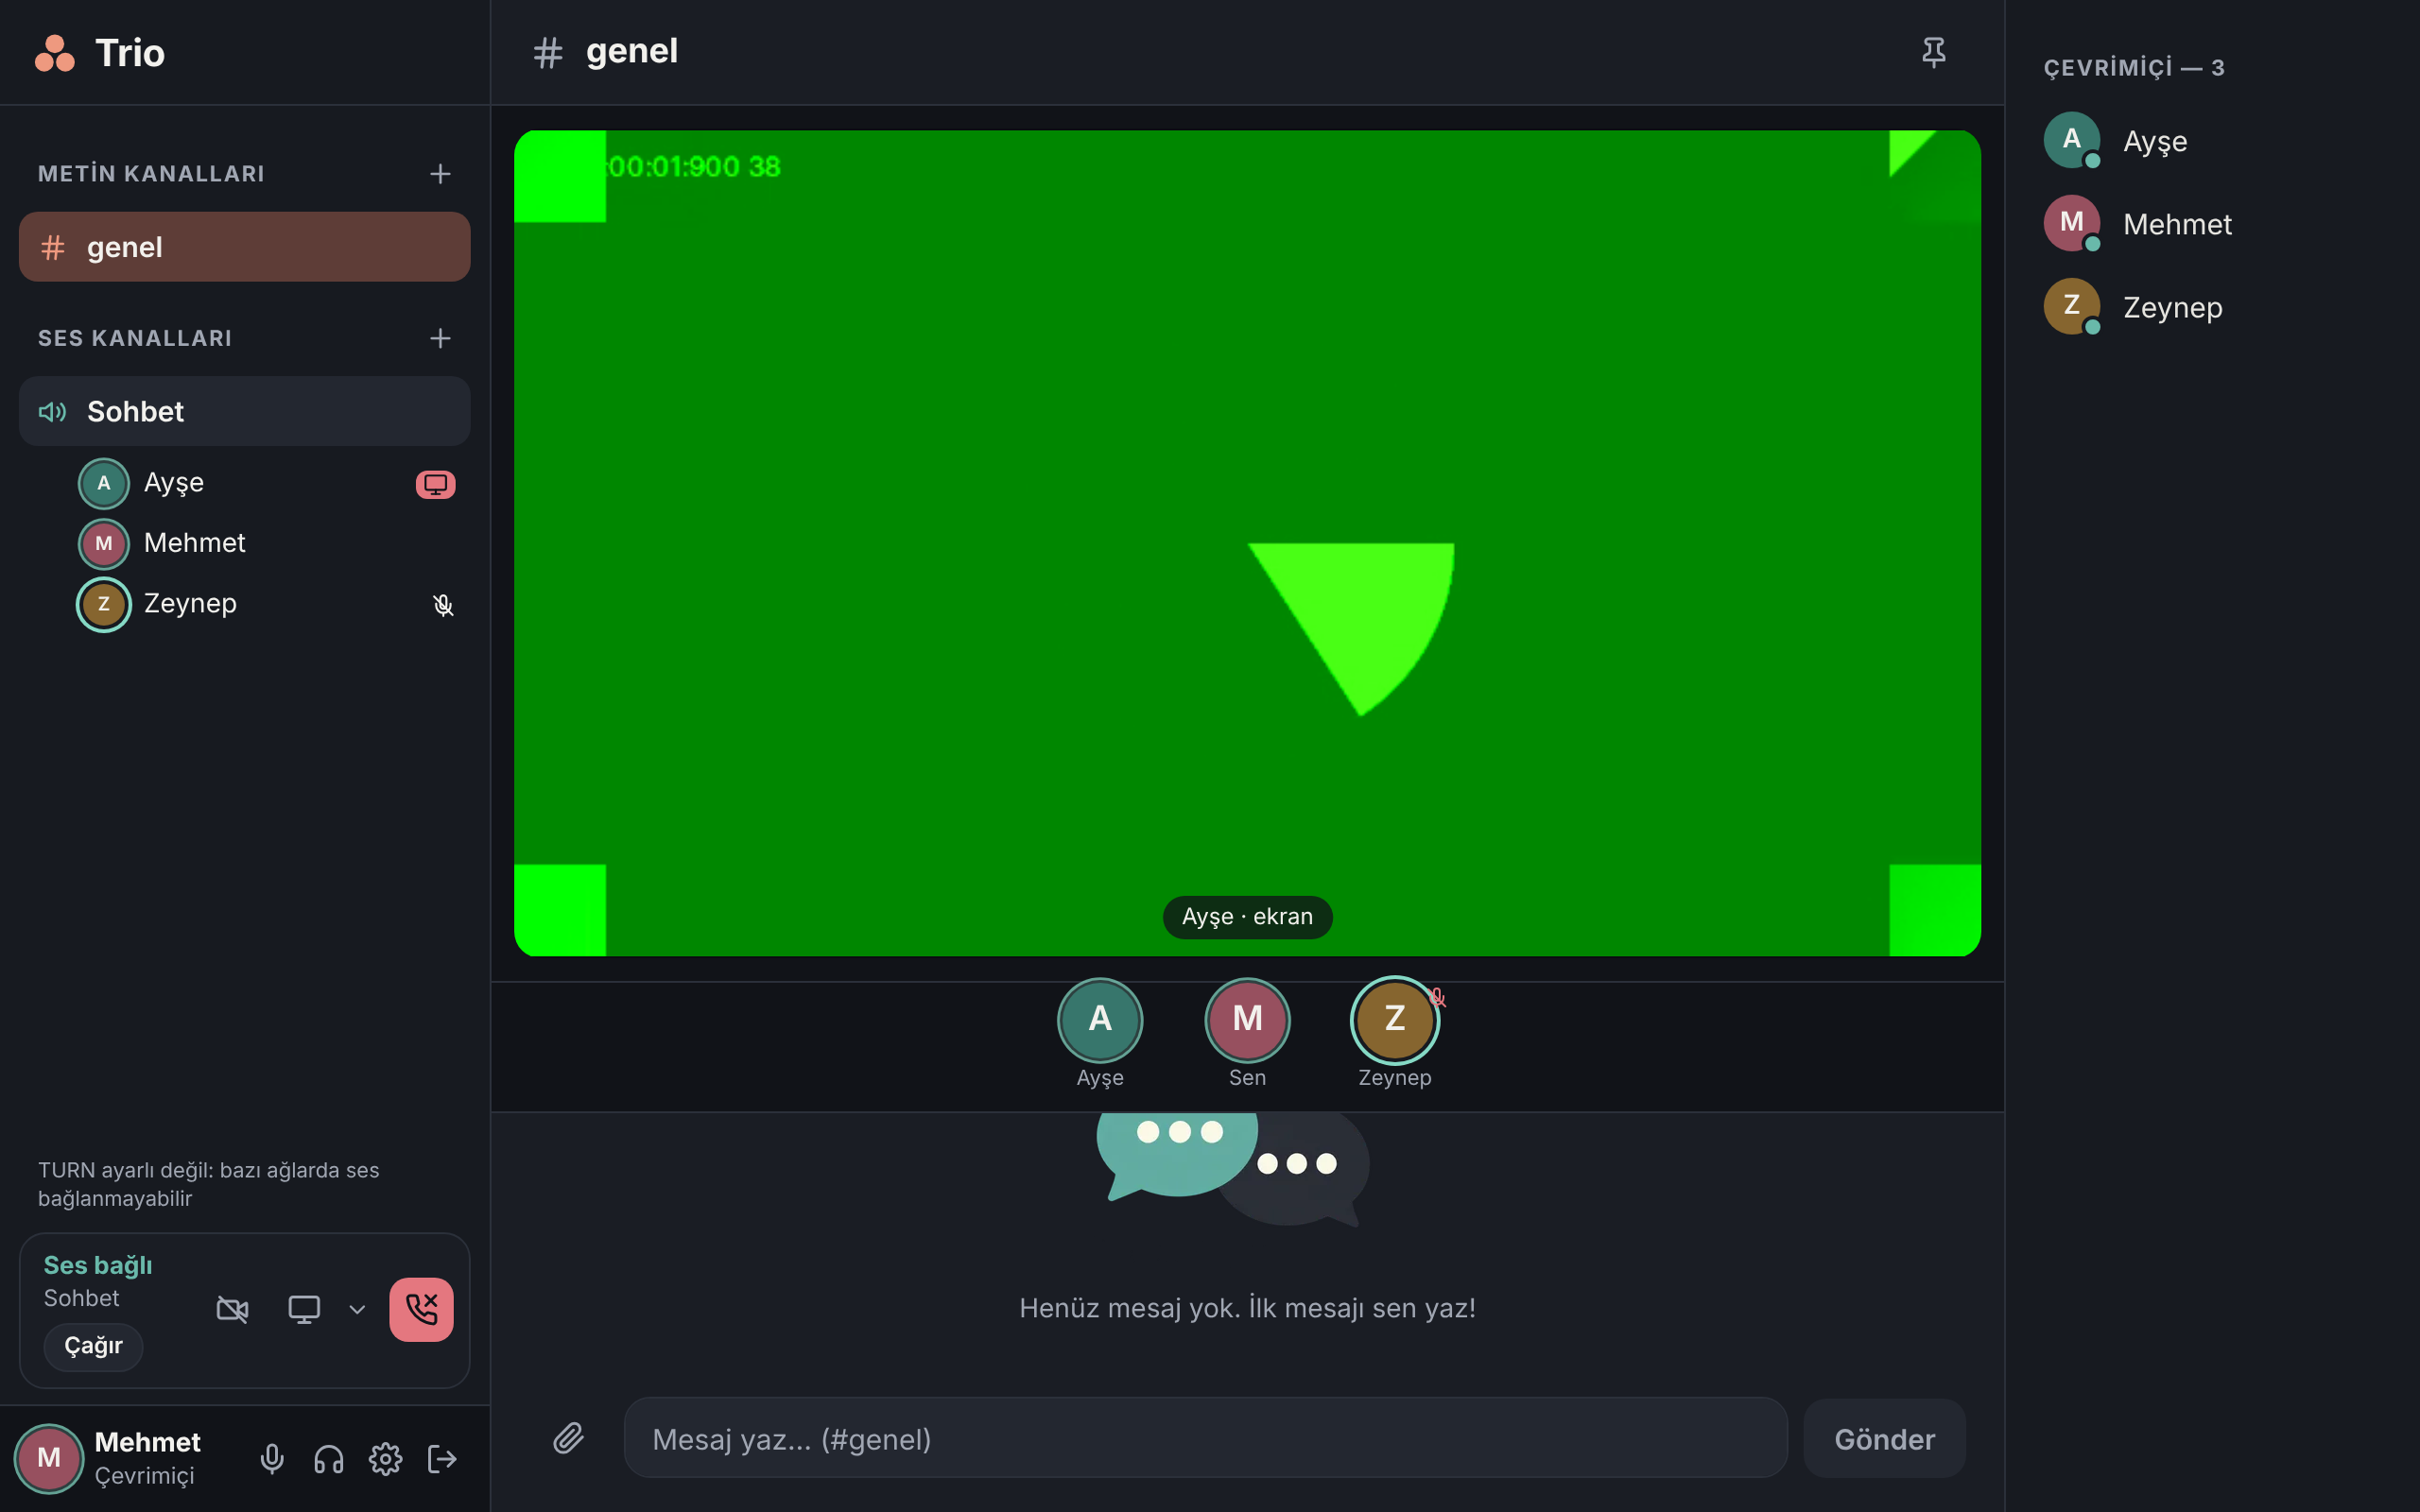 Trio
METİN KANALLARI
genel
SES KANALLARI
Sohbet
A Ayşe
M Mehmet
Z Zeynep
TURN ayarlı değil: bazı ağlarda ses
bağlanmayabilir
Ses bağlı
Sohbet
Çağır
M Mehmet
Çevrimiçi
# genel
:00:01:900 38
Ayşe · ekran
A M Z
Ayşe Sen Zeynep
Henüz mesaj yok. İlk mesajı sen yaz!
Mesaj yaz... (#genel)
Gönder
ÇEVRİMİÇİ — 3
A Ayşe
M Mehmet
Z Zeynep